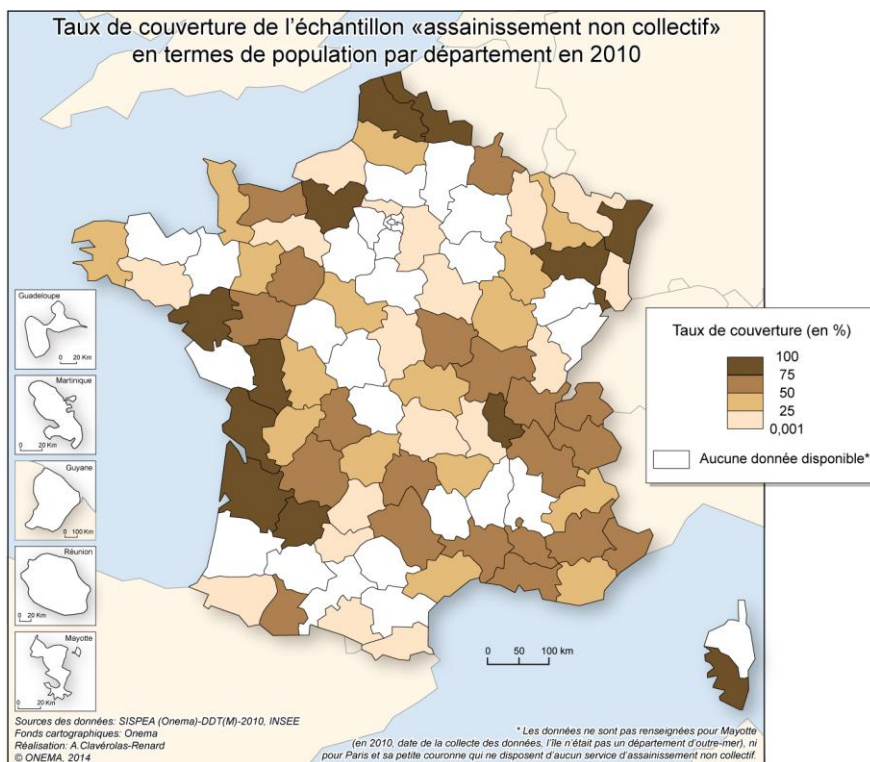 Taux de couverture de l’échantillon «assainissement non collectif»
en termes de population par département en 2010
Guadeloupe
0 20 Km
Martinique
0 20 Km
Guyane
0 100 Km
Réunion
0 20 Km
Mayotte
0 20 Km
Taux de couverture (en %)
100
75
50
25
0,001
Aucune donnée disponible*
0 50 100 km
Sources des données: SISPEA (Onema)-DDT(M)-2010, INSEE
Fonds cartographiques: Onema
Réalisation: A.Clavérolas-Renard
© ONEMA, 2014
* Les données ne sont pas renseignées pour Mayotte
(en 2010, date de la collecte des données, l’île n’était pas un département d’outre-mer), ni
pour Paris et sa petite couronne qui ne disposent d’aucun service d’assainissement non collectif.